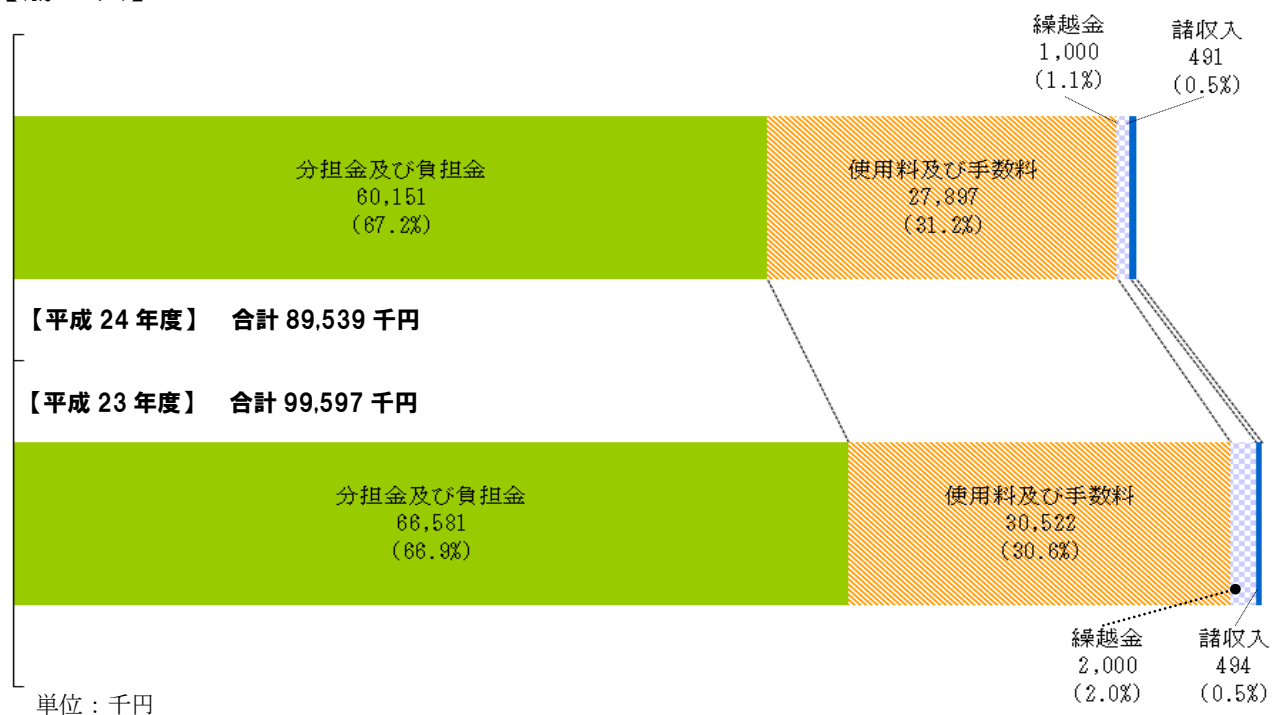 繰越金
1,000
(1.1%)
諸収入
491
(0.5%)
分担金及び負担金
60,151
(67.2%)
使用料及び手数料
27,897
(31.2%)
【平成 24 年度】 合計 89,539 千円
【平成 23 年度】 合計 99,597 千円
分担金及び負担金
66,581
(66.9%)
使用料及び手数料
30,522
(30.6%)
繰越金
2,000
(2.0%)
諸収入
494
(0.5%)
単位：千円